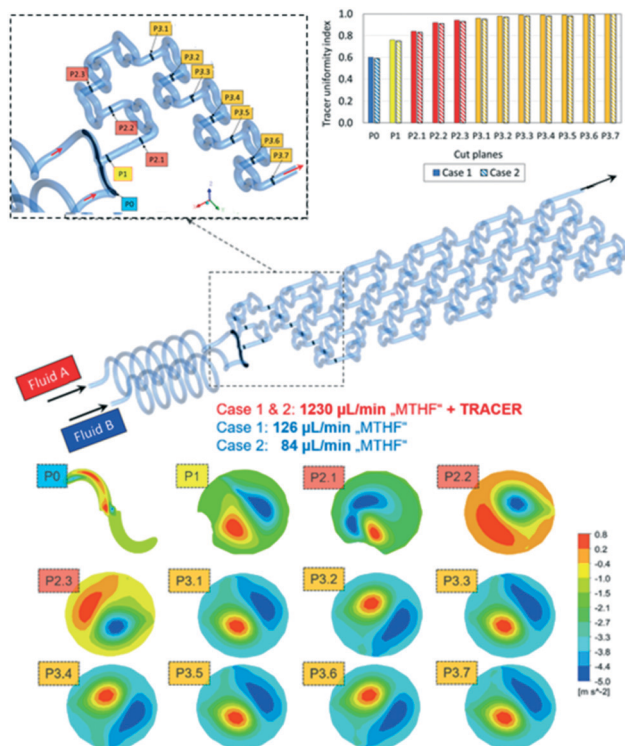 P3.1
P3.2
P2.3
P3.3
P3.4
P2.2
P3.5
P2.1
P3.6
P1
P3.7
P0
Tracer uniformity index
1.0
0.8
0.6
0.4
0.2
0.0
P0 P1 P2.1 P2.2 P2.3 P3.1 P3.2 P3.3 P3.4 P3.5 P3.6 P3.7
Cut planes
Case 1 Case 2
Fluid A
Fluid B
Case 1 & 2: 1230 µL/min „MTHF“ + TRACER
Case 1: 126 µL/min „MTHF“
Case 2: 84 µL/min „MTHF“
P0 P1 P2.1 P2.2
P2.3 P3.1 P3.2 P3.3
P3.4 P3.5 P3.6 P3.7
0.8
0.2
-0.4
-1.0
-1.5
-2.1
-2.7
-3.3
-3.8
-4.4
-5.0
[m s^-2]